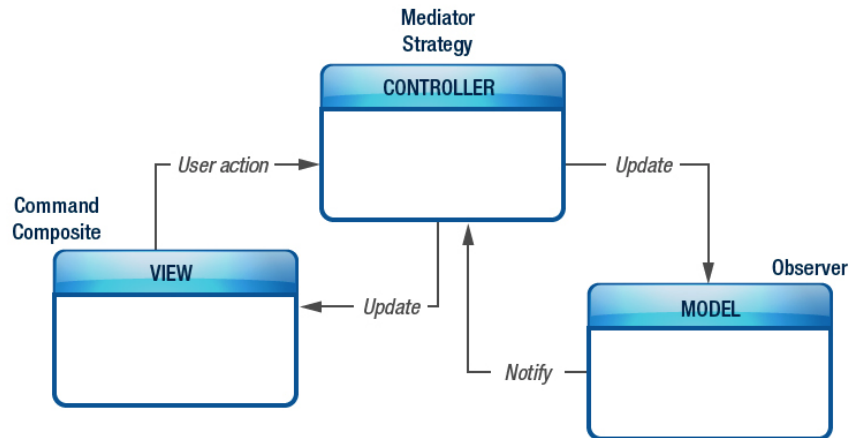 Mediator
Strategy
CONTROLLER
User action
Update
Command
Composite
VIEW
Update
Observer
MODEL
Notify